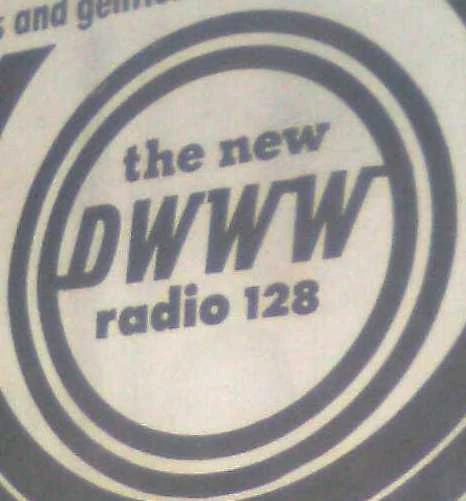 and
the new
DWWW
radio 128